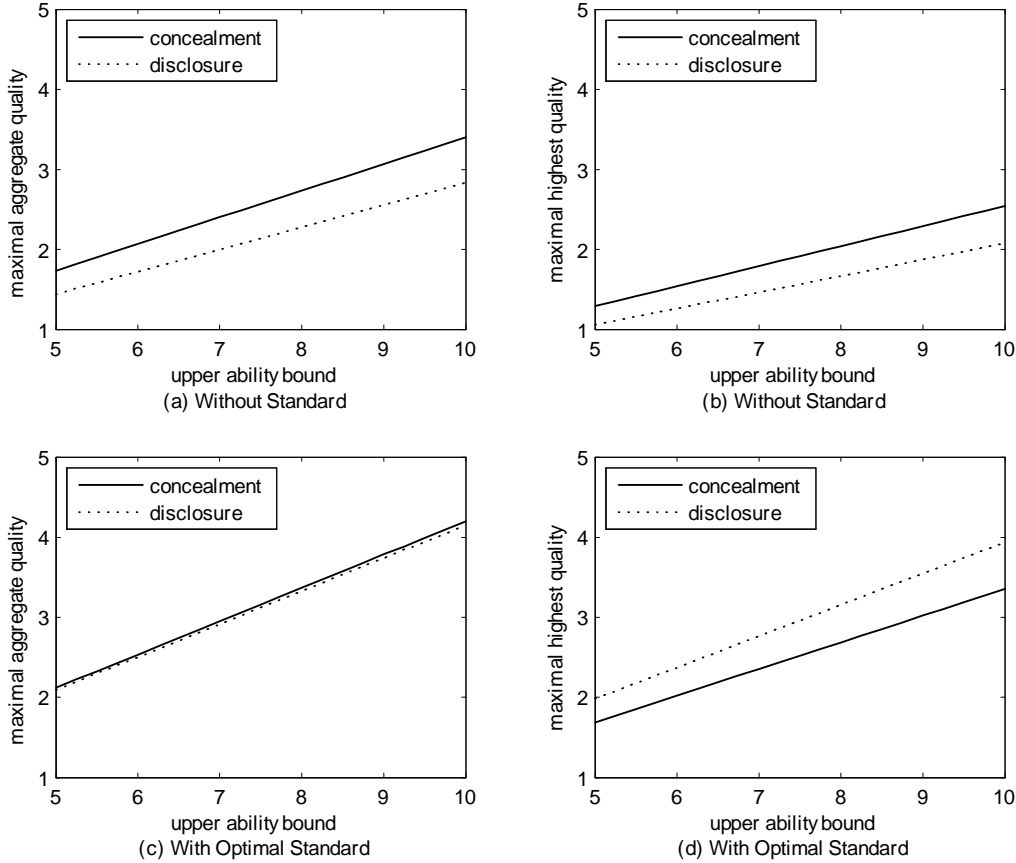 5
4
3
2
1
maximal aggregate quality
concealment
disclosure
5 6 7 8 9 10
upper ability bound
(a) Without Standard
5
4
3
2
1
maximal highest quality
concealment
disclosure
5 6 7 8 9 10
upper ability bound
(b) Without Standard
5
4
3
2
1
maximal aggregate quality
concealment
disclosure
5 6 7 8 9 10
upper ability bound
(c) With Optimal Standard
5
4
3
2
1
maximal highest quality
concealment
disclosure
5 6 7 8 9 10
upper ability bound
(d) With Optimal Standard